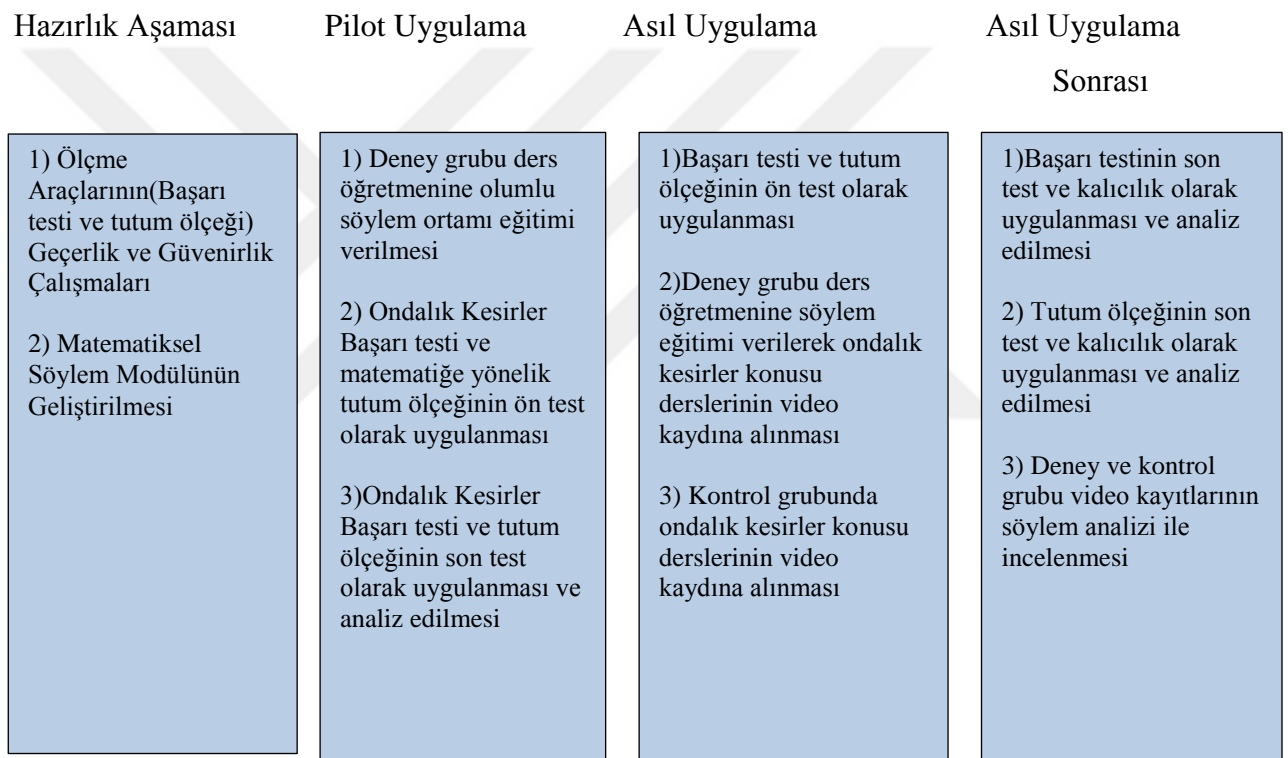 Hazırlık Aşaması
Pilot Uygulama
Asıl Uygulama
Asıl Uygulama
Sonrası
1) Ölçme
Araçlarının(Başarı
testi ve tutum ölçeği)
Geçerlik ve Güvenirlik
Çalışmaları
2) Matematiksel
Söylem Modülünün
Geliştirilmesi
1) Deney grubu ders
öğretmenine olumlu
söylem ortamı eğitimi
verilmesi
2) Ondalık Kesirler
Başarı testi ve
matematiğe yönelik
tutum ölçeğinin ön test
olarak uygulanması
3)Ondalık Kesirler
Başarı testi ve tutum
ölçeğinin son test
olarak uygulanması ve
analiz edilmesi
1)Başarı testi ve tutum
ölçeğinin ön test olarak
uygulanması
2)Deney grubu ders
öğretmenine söylem
eğitimi verilerek ondalık
kesirler konusu
derslerinin video
kaydına alınması
3) Kontrol grubunda
ondalık kesirler konusu
derslerinin video
kaydına alınması
1)Başarı testinin son
test ve kalıcılık olarak
uygulanması ve analiz
edilmesi
2) Tutum ölçeğinin son
test ve kalıcılık olarak
uygulanması ve analiz
edilmesi
3) Deney ve kontrol
grubu video kayıtlarının
söylem analizi ile
incelenmesi